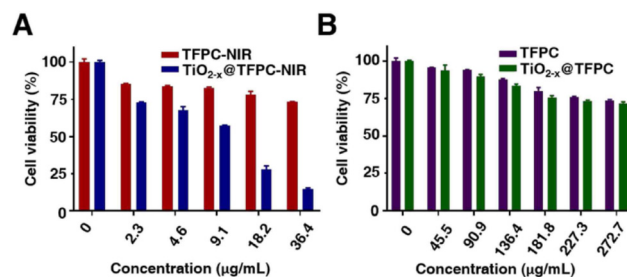 A
TFPC-NIR
TiO2-x@TFPC-NIR
Cell viability (%)
100
75
50
25
0
0
2.3
4.6
9.1
18.2
36.4
Concentration (μg/mL)
B
TFPC
TiO2-x@TFPC
Cell viability (%)
100
75
50
25
0
0
45.5
90.9
136.4
181.8
227.3
272.7
Concentration (μg/mL)